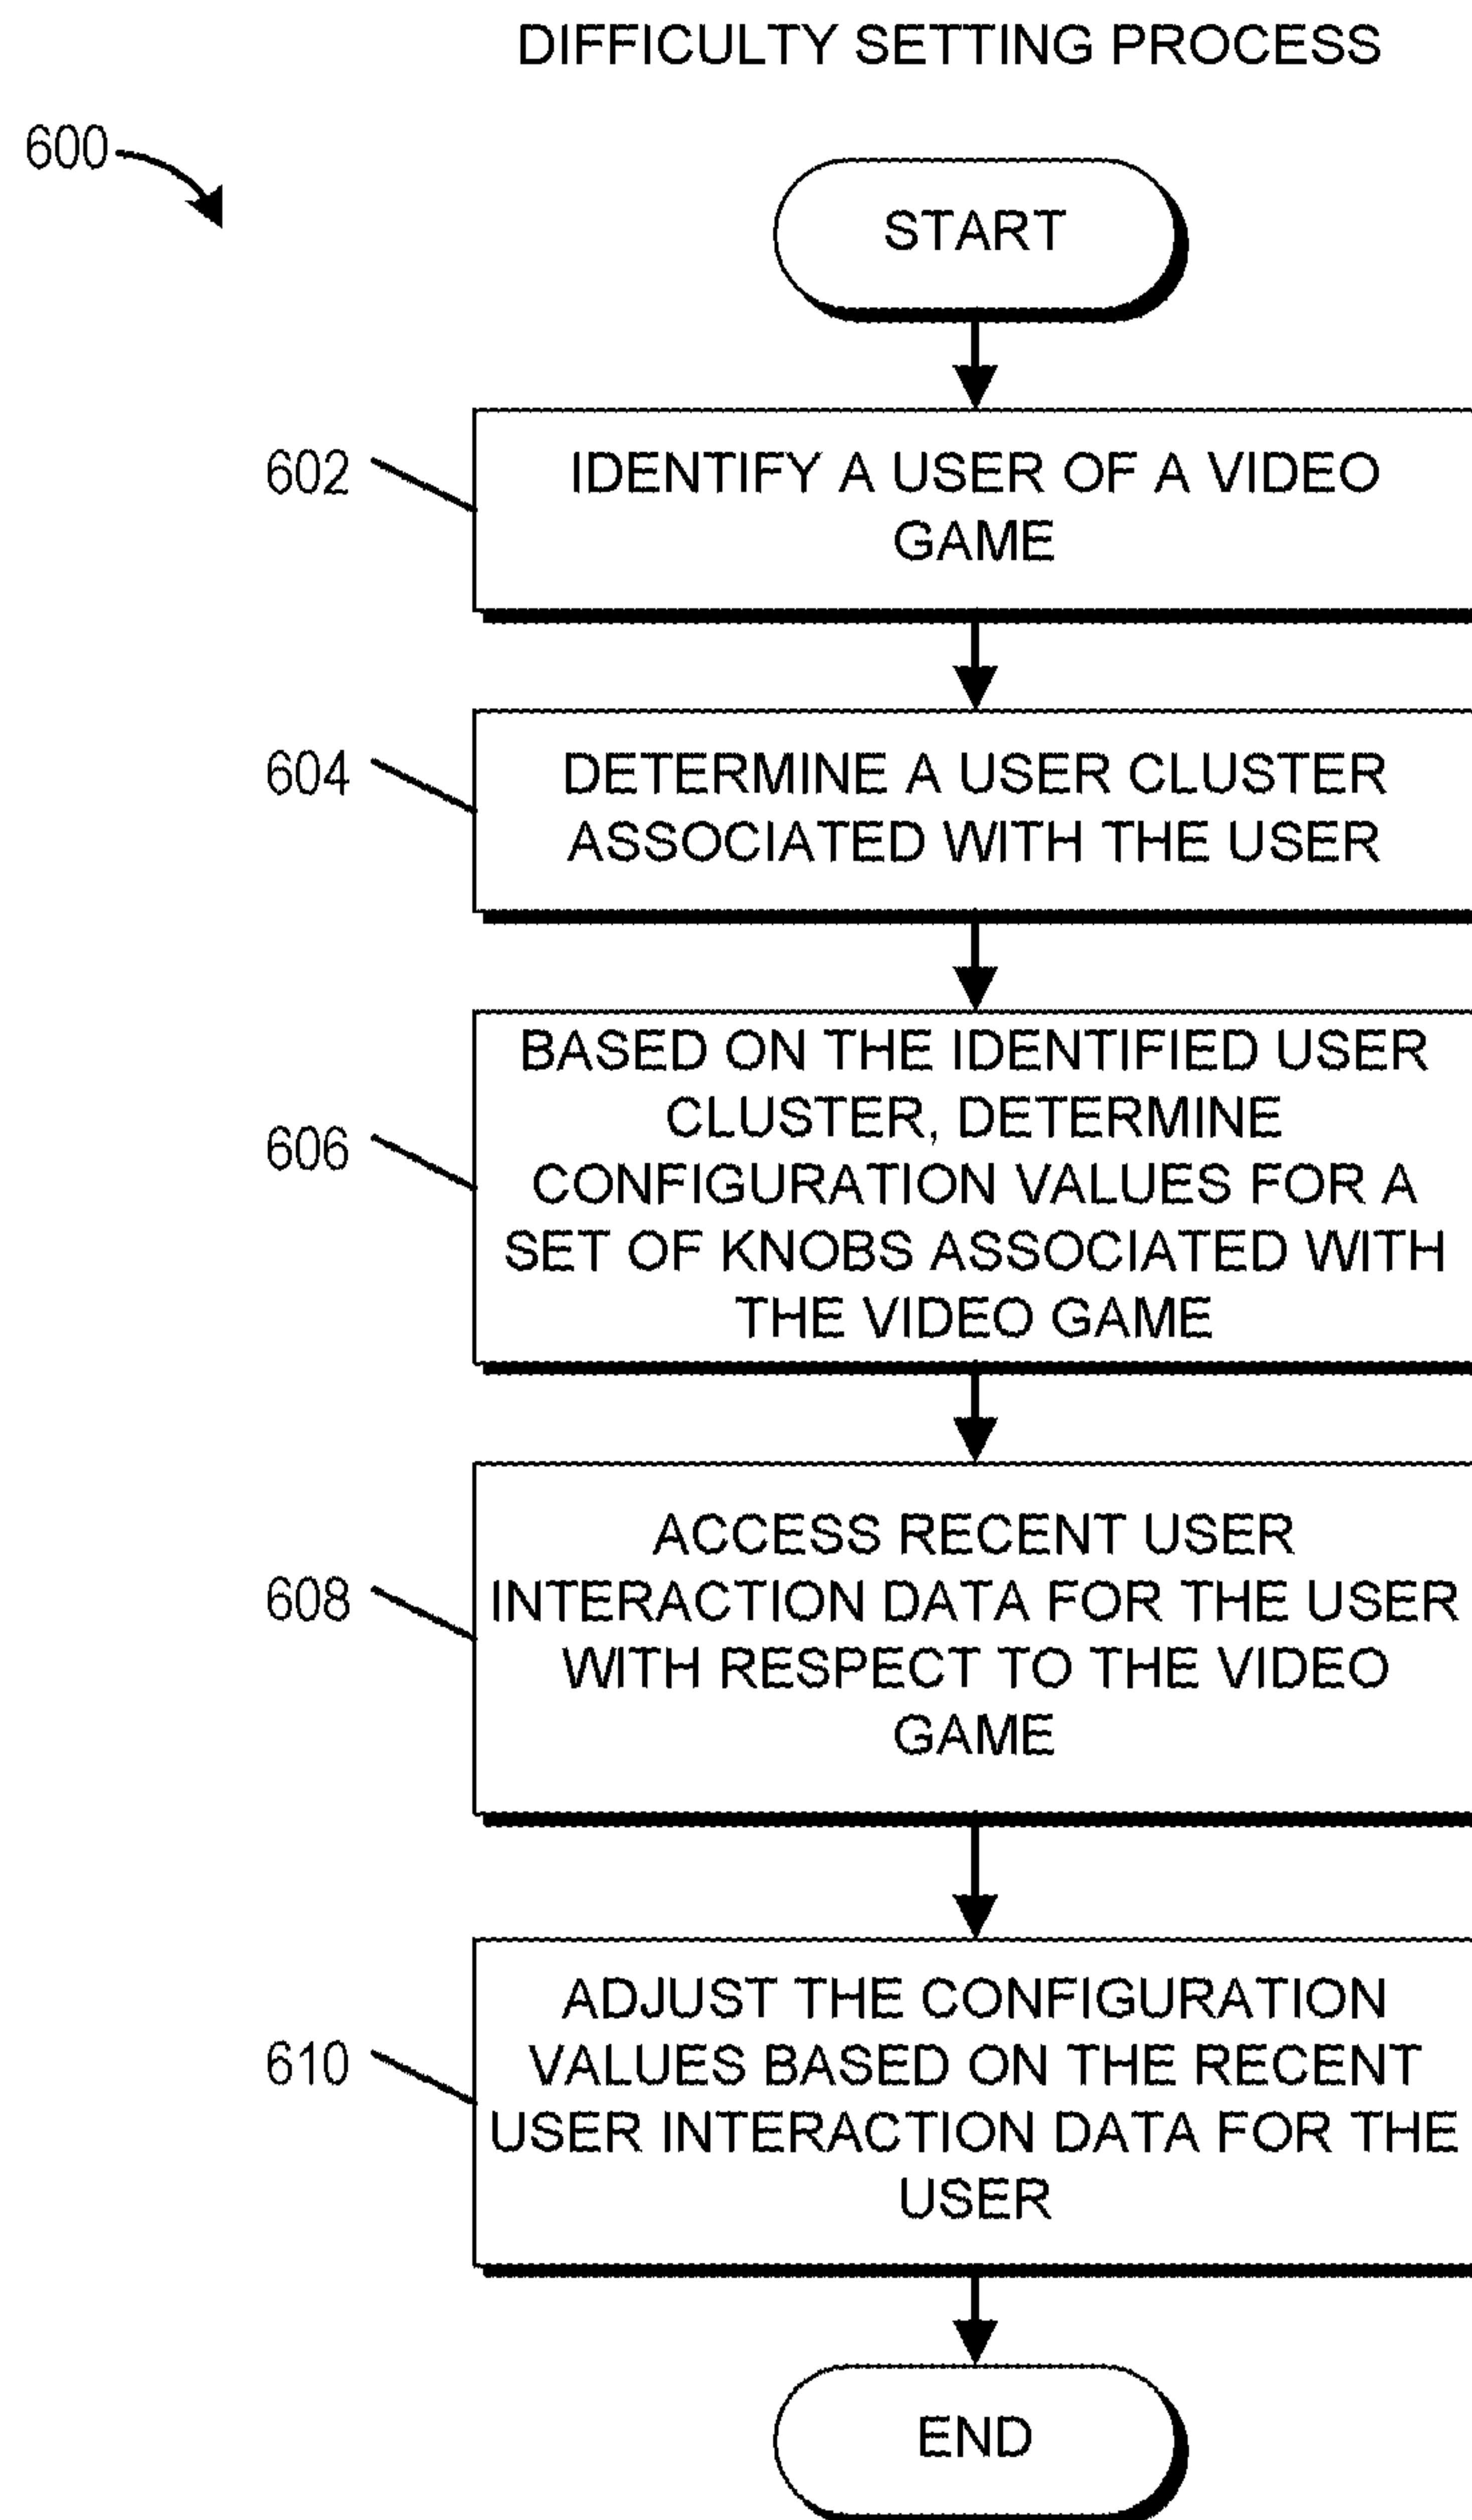 DIFFICULTY SETTING PROCESS
600
START
602
IDENTIFY A USER OF A VIDEO
GAME
604
DETERMINE A USER CLUSTER
ASSOCIATED WITH THE USER
606
BASED ON THE IDENTIFIED USER
CLUSTER, DETERMINE
CONFIGURATION VALUES FOR A
SET OF KNOBS ASSOCIATED WITH
THE VIDEO GAME
608
ACCESS RECENT USER
INTERACTION DATA FOR THE USER
WITH RESPECT TO THE VIDEO
GAME
610
ADJUST THE CONFIGURATION
VALUES BASED ON THE RECENT
USER INTERACTION DATA FOR THE
USER
END